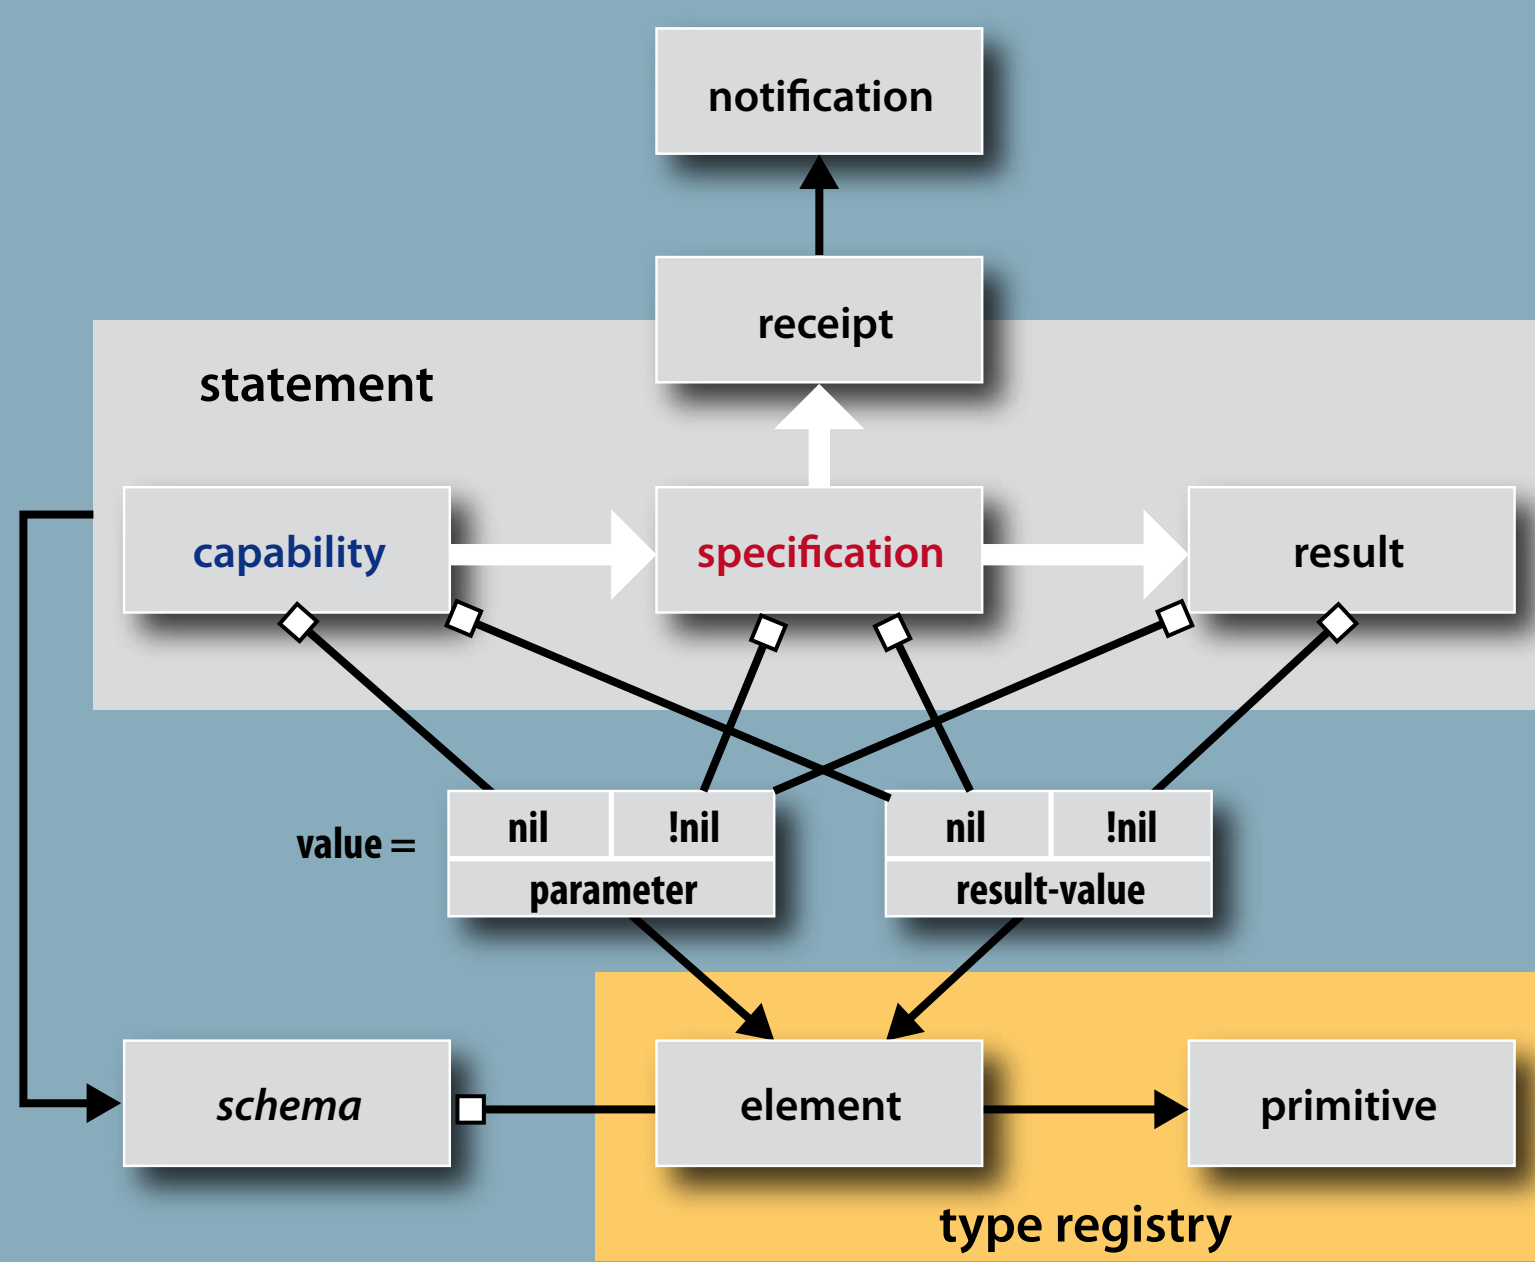 notification
receipt
statement
capability
specification
result
value =
nil
!nil
parameter
nil
!nil
result-value
schema
element
primitive
type registry